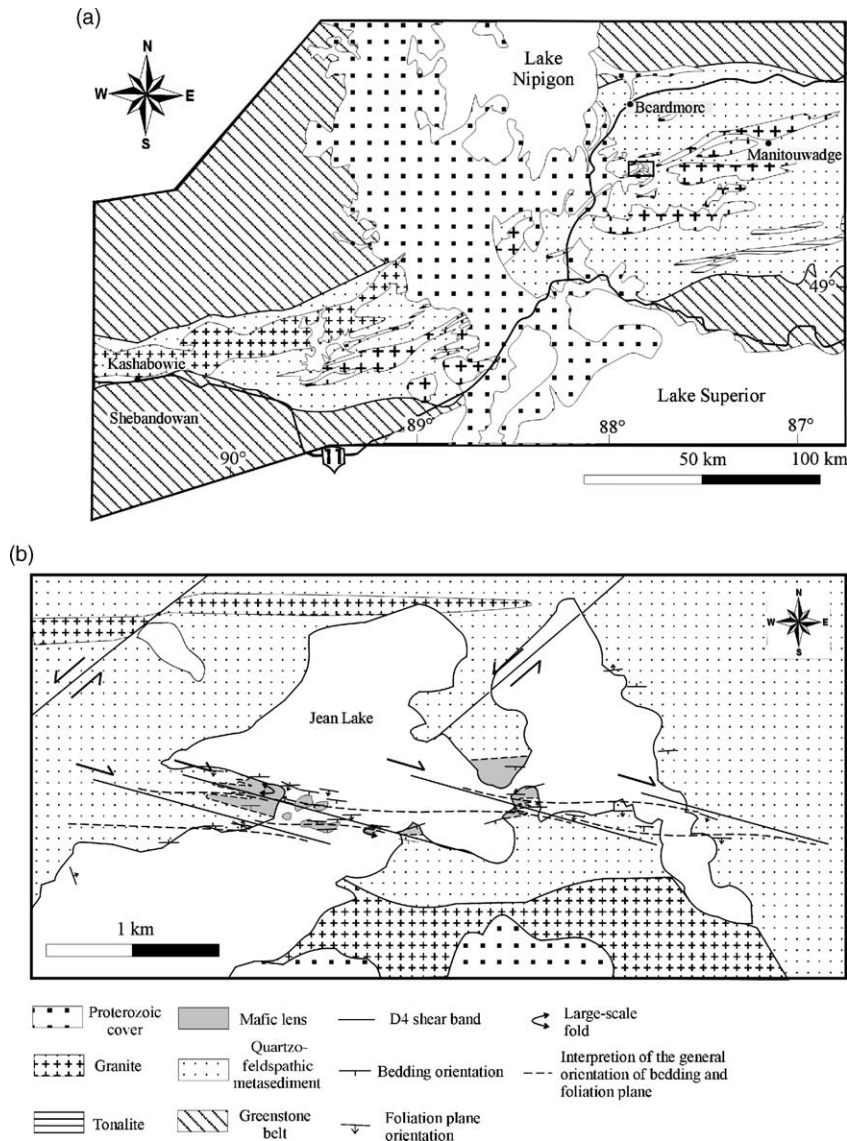 (a)
N
W E
S
Lake
Nipigon
Beardmore
Manitouwadge
49°
Kashabowie
Shebandowan
Lake Superior
90°
89°
88°
87°
11
50 km
100 km
(b)
N
W E
S
Jean Lake
1 km
Proterozoic
cover
Mafic lens
D4 shear band
Large-scale
fold
Granite
Quartzo-
feldspathic
metasediment
Bedding orientation
Interpretion of the general
orientation of bedding and
foliation plane
Tonalite
Greenstone
belt
Foliation plane
orientation